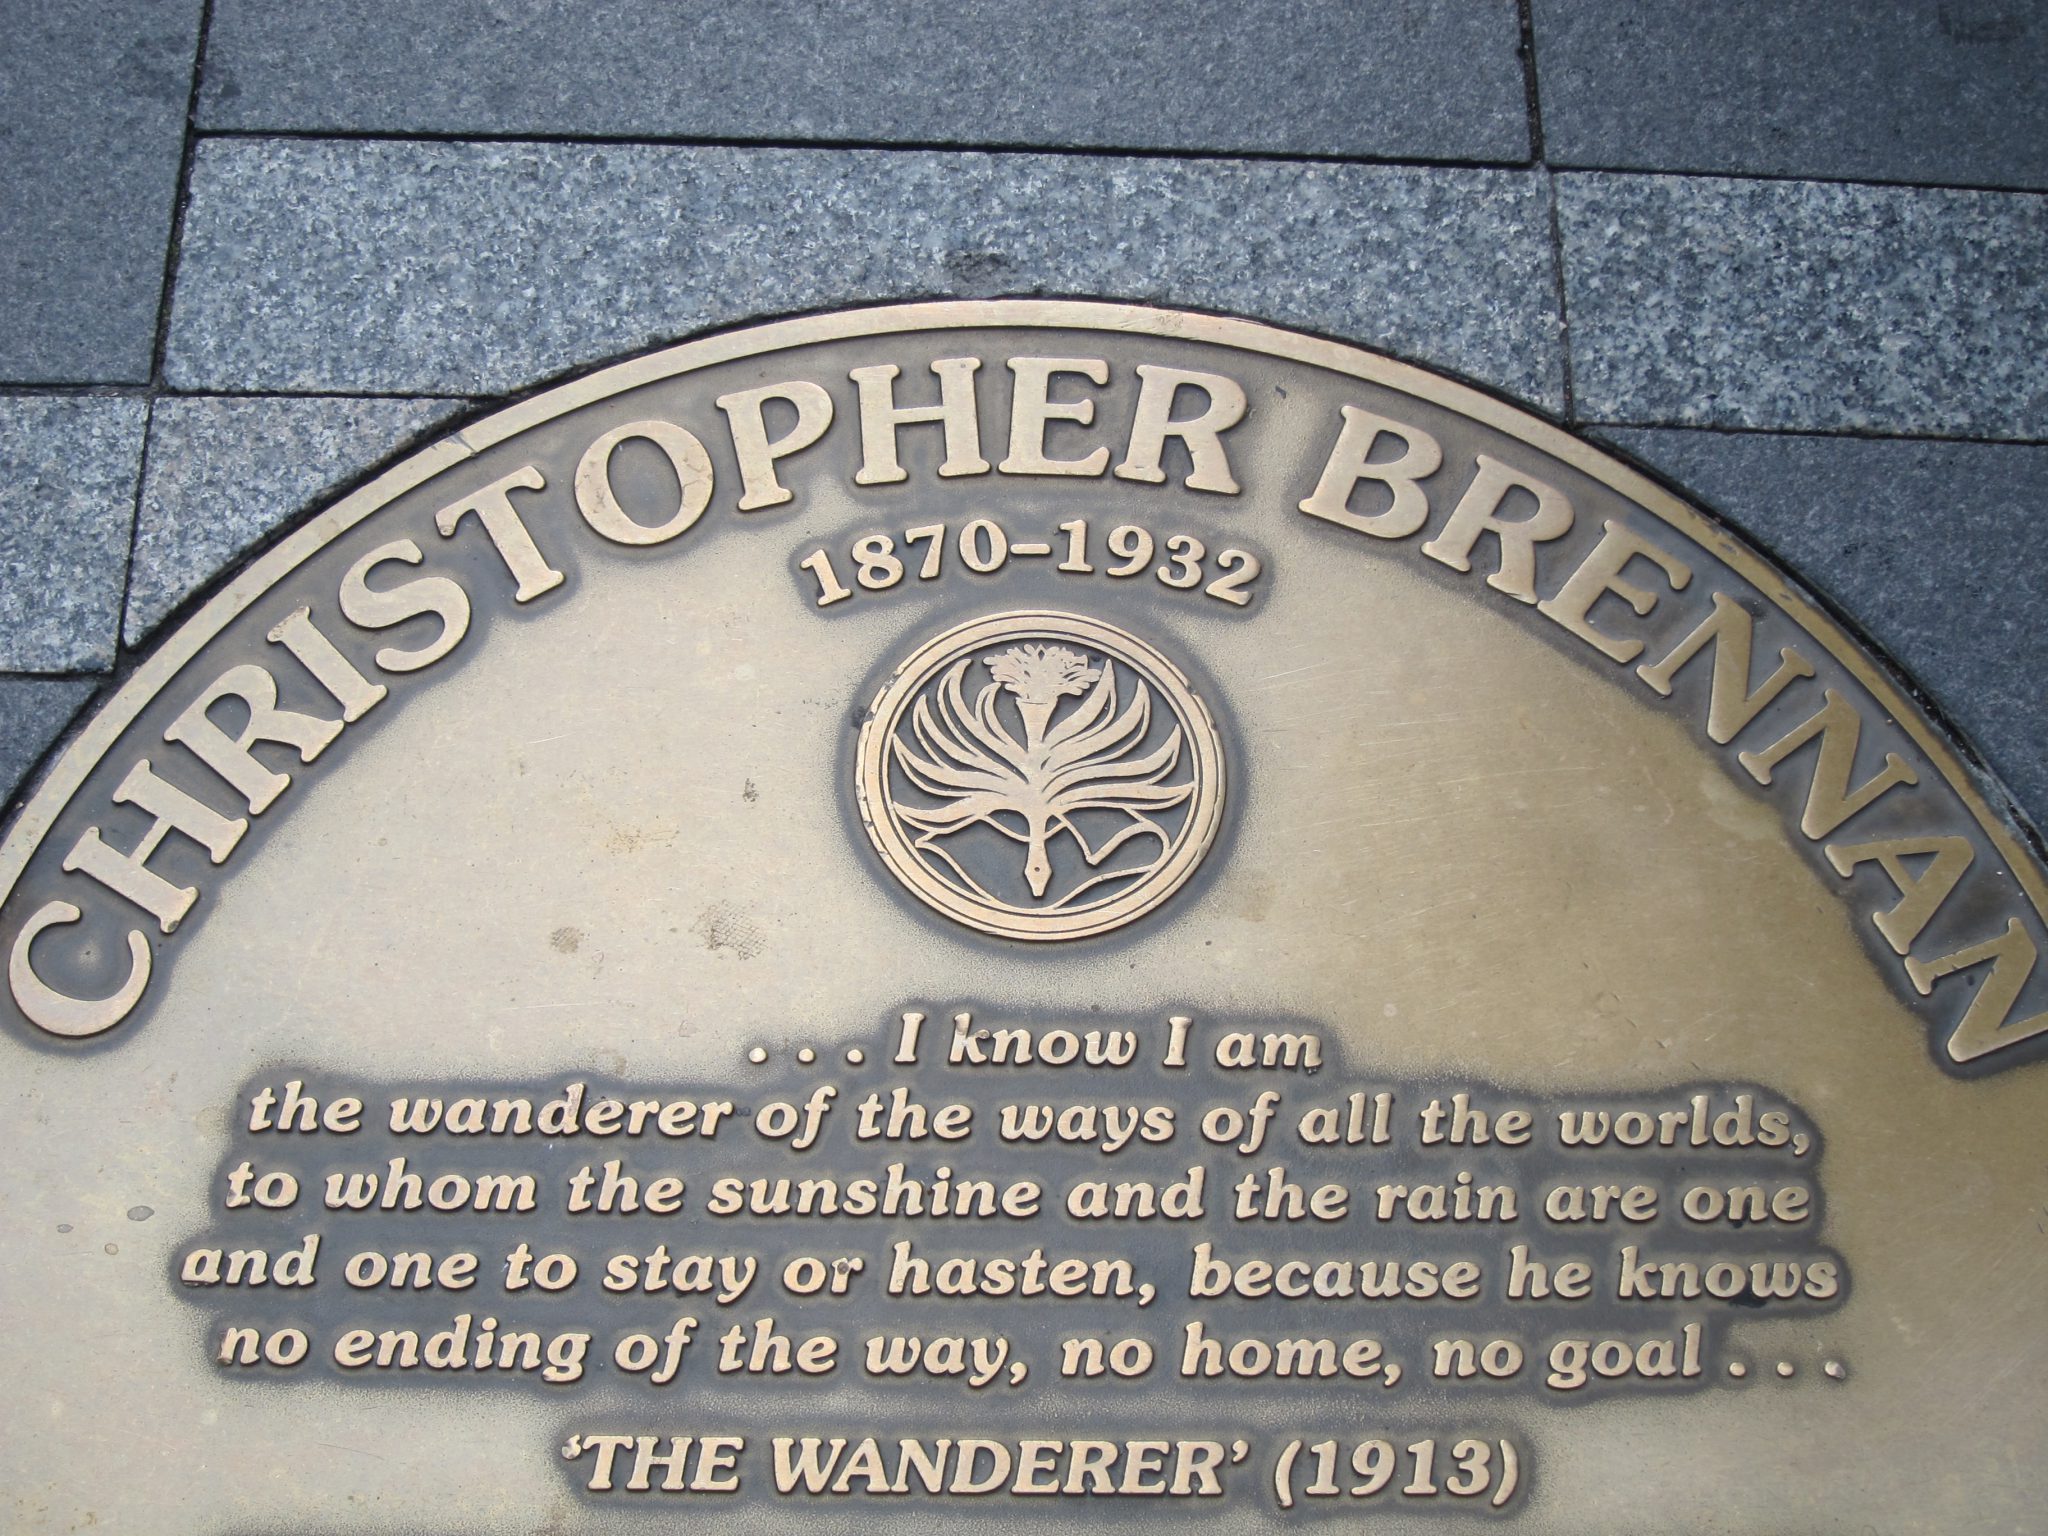 CHRISTOPHER BRENNAN
1870–1932
. . . I know I am
the wanderer of the ways of all the worlds,
to whom the sunshine and the rain are one
and one to stay or hasten, because he knows
no ending of the way, no home, no goal . . .
‘THE WANDERER’ (1913)